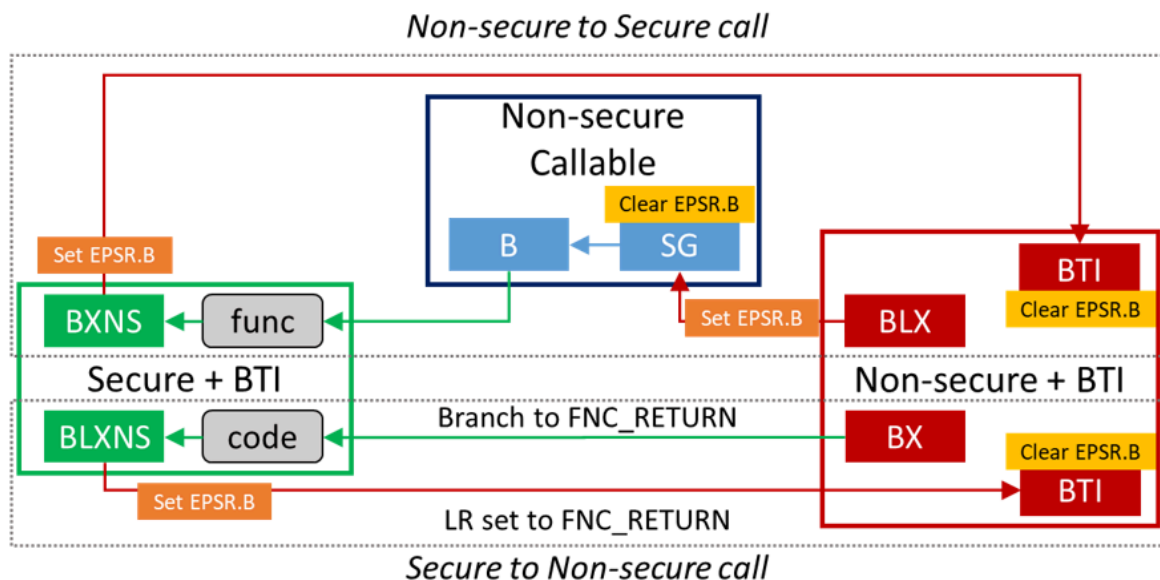 Non-secure to Secure call
Non-secure
Callable
Clear EPSR.B
B
SG
Set EPSR.B
BTI
Clear EPSR.B
BXNS
func
Set EPSR.B
BLX
Secure + BTI
Non-secure + BTI
BLXNS
code
Branch to FNC_RETURN
BX
Clear EPSR.B
BTI
Set EPSR.B
LR set to FNC_RETURN
Secure to Non-secure call